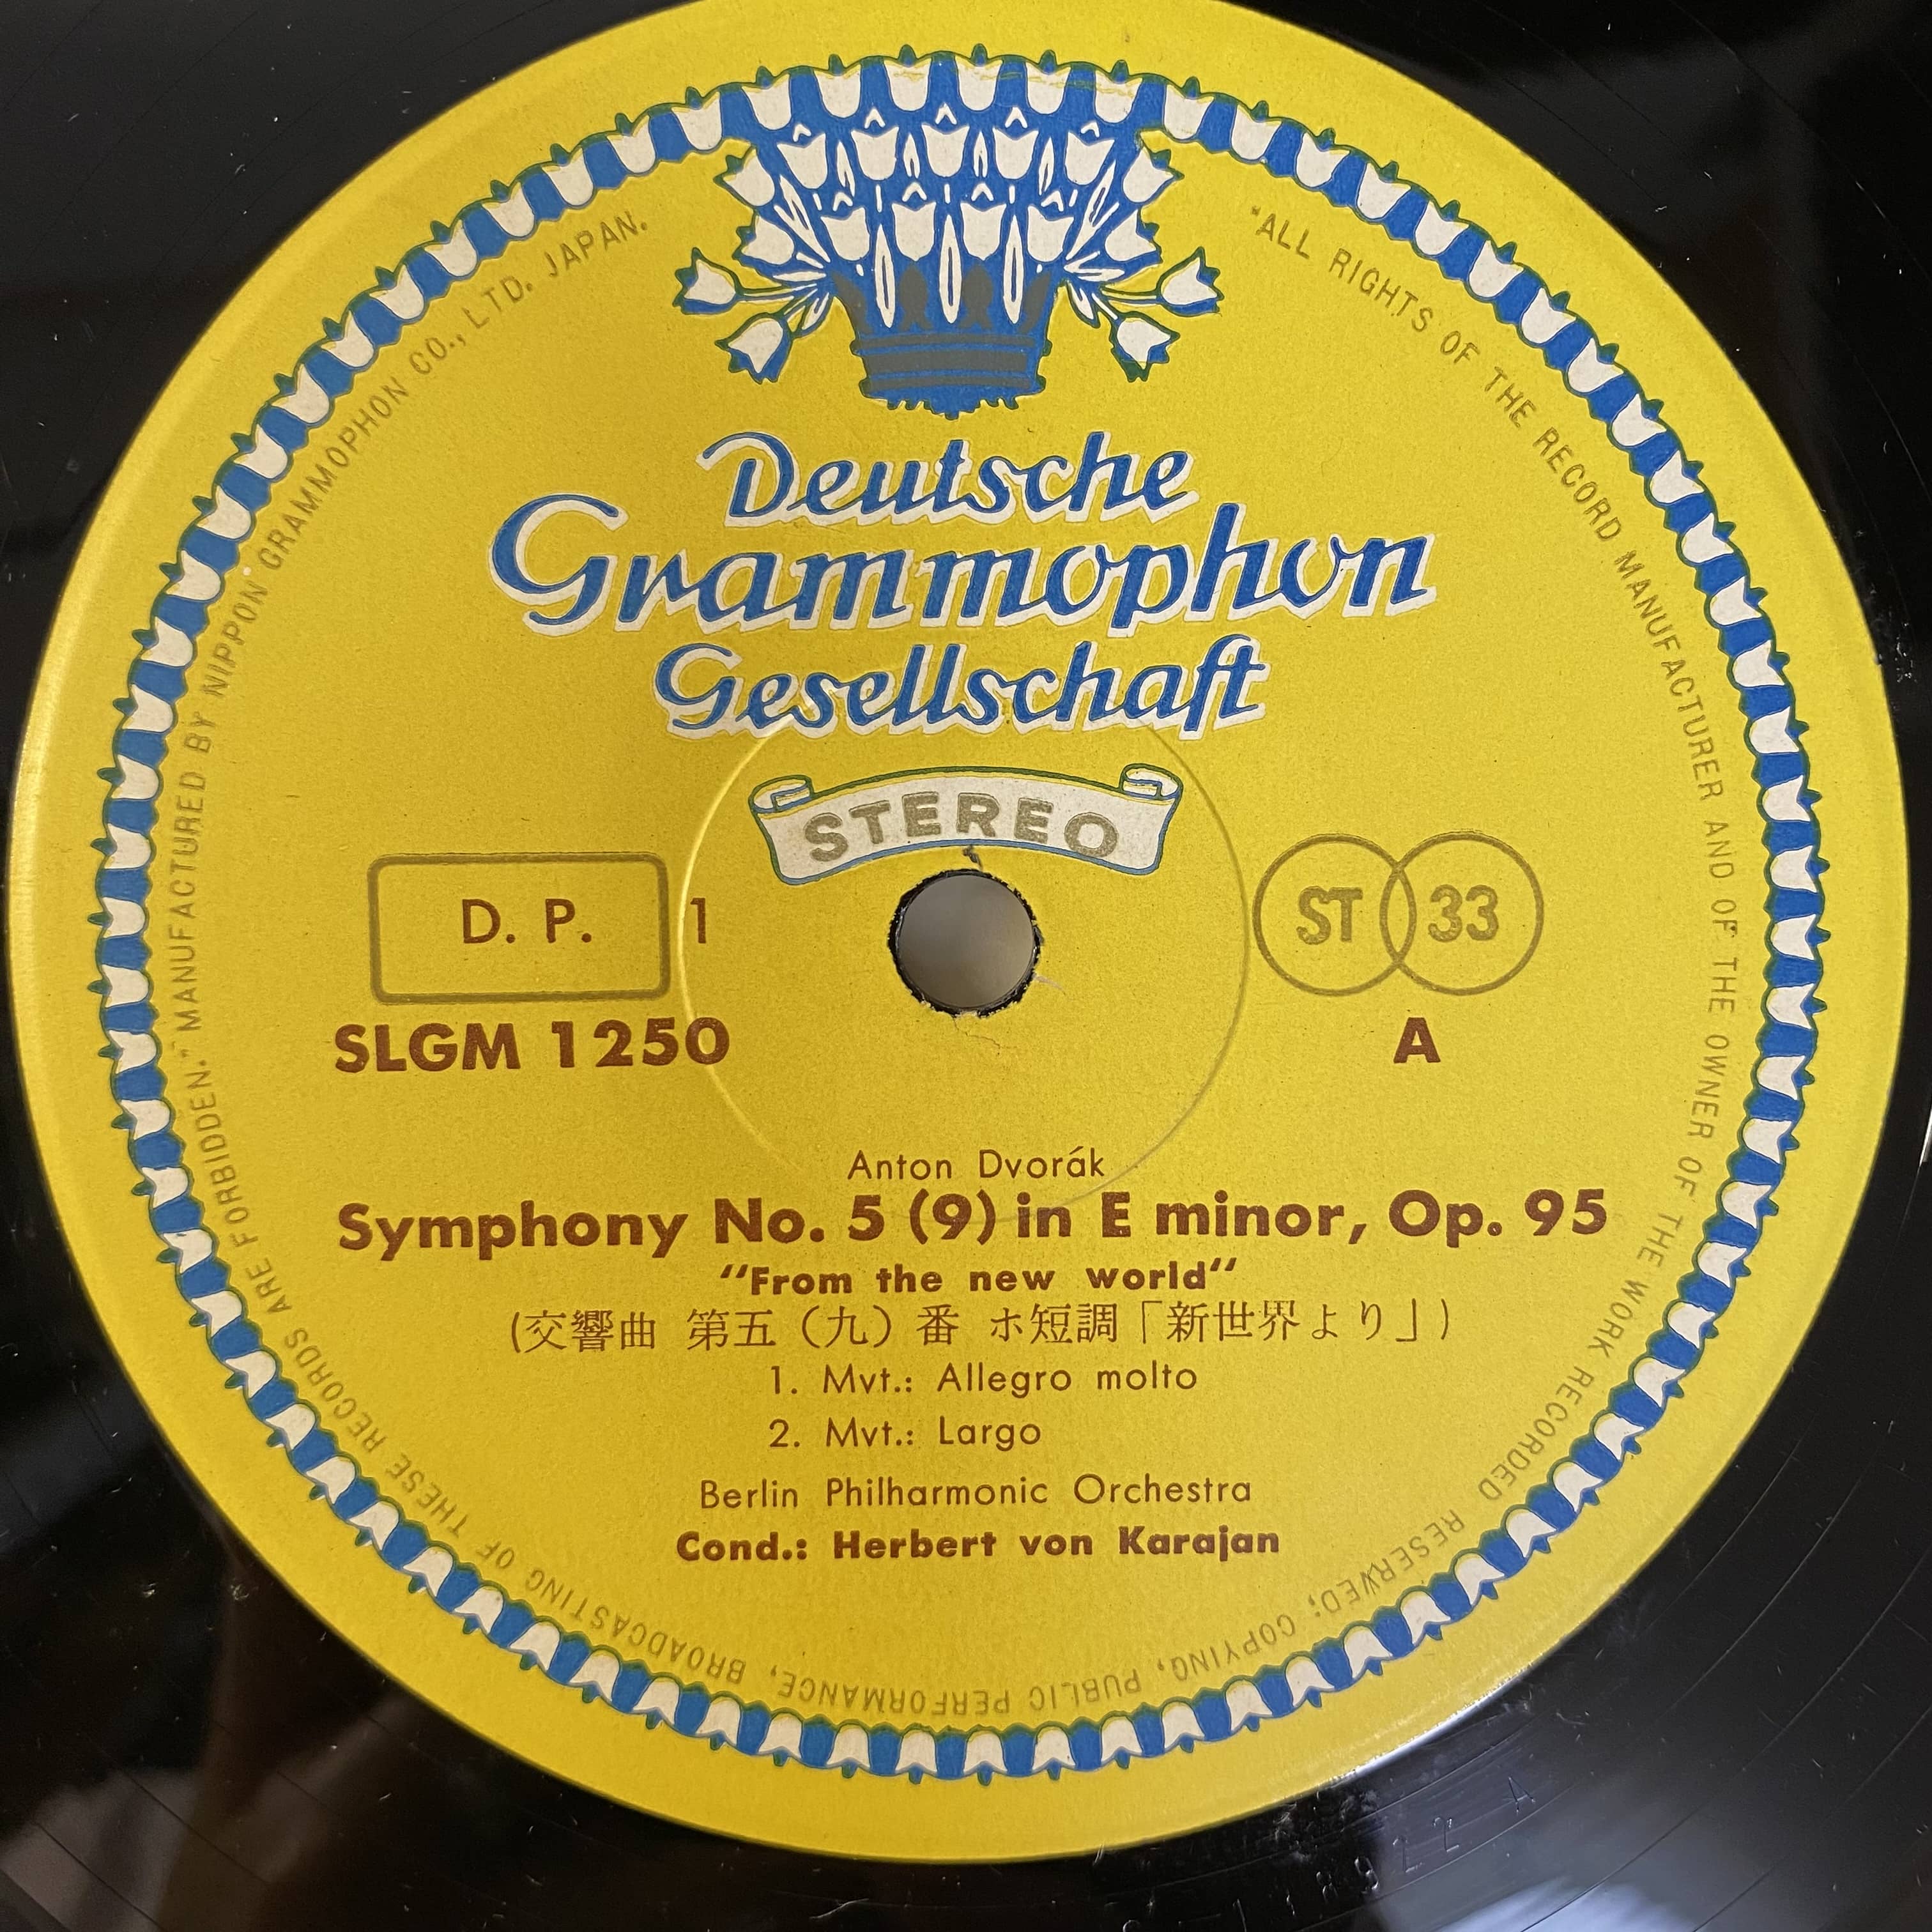 Deutsche
Grammophon
Gesellschaft
STEREO
D. P. 1
ST 33
SLGM 1250
A
Anton Dvorák
Symphony No. 5 (9) in E minor, Op. 95
“From the new world“
(交響曲 第五（九）番 ホ短調「新世界より」)
1. Mvt.: Allegro molto
2. Mvt.: Largo
Berlin Philharmonic Orchestra
Cond.: Herbert von Karajan
"ALL RIGHTS OF THE RECORD MANUFACTURER AND OF THE OWNER OF THE WORK RECORDED RESERWED; COPYING, PUBLIC PERFORMANCE, BROADCASTING OF THESE RECORDS ARE FORBIDDEN." MANUFACTURED BY NIPPON GRAMMOPHON CO., LTD. JAPAN.